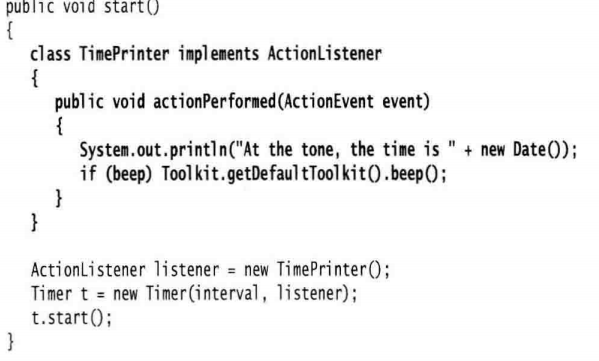 public void start()
{
class TimePrinter implements ActionListener
{
public void actionPerformed(ActionEvent event)
{
System.out.println("At the tone, the time is " + new Date());
if (beep) Toolkit.getDefaultToolkit().beep();
}
}
ActionListener listener = new TimePrinter();
Timer t = new Timer(interval, listener);
t.start();
}